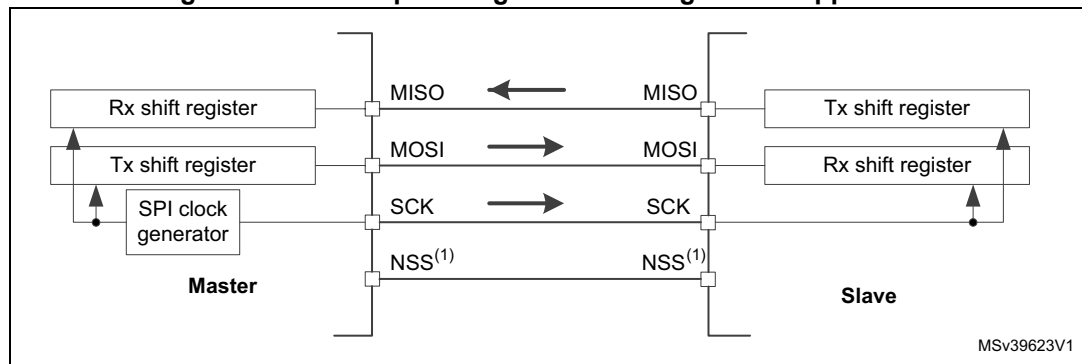 MISO MISO
Rx shift register Tx shift register
MOSI MOSI
Tx shift register Rx shift register
SPI clock
generator
SCK SCK
NSS(1) NSS(1)
Master
Slave
MSv39623V1